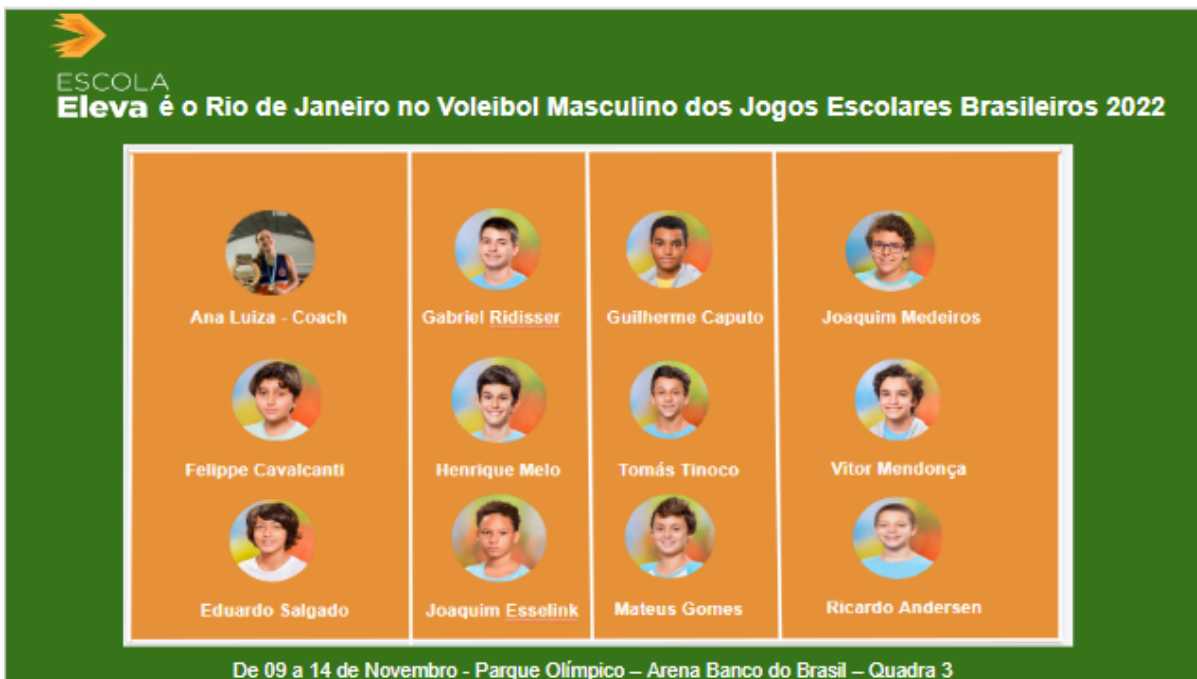 ESCOLA
Eleva é o Rio de Janeiro no Voleibol Masculino dos Jogos Escolares Brasileiros 2022
Ana Luiza - Coach
Gabriel Ridisser
Guilherme Caputo
Joaquim Medeiros
Felippe Cavalcanti
Henrique Melo
Tomás Tinoco
Vitor Mendonça
Eduardo Salgado
Joaquim Esselink
Mateus Gomes
Ricardo Andersen
De 09 a 14 de Novembro - Parque Olímpico – Arena Banco do Brasil – Quadra 3